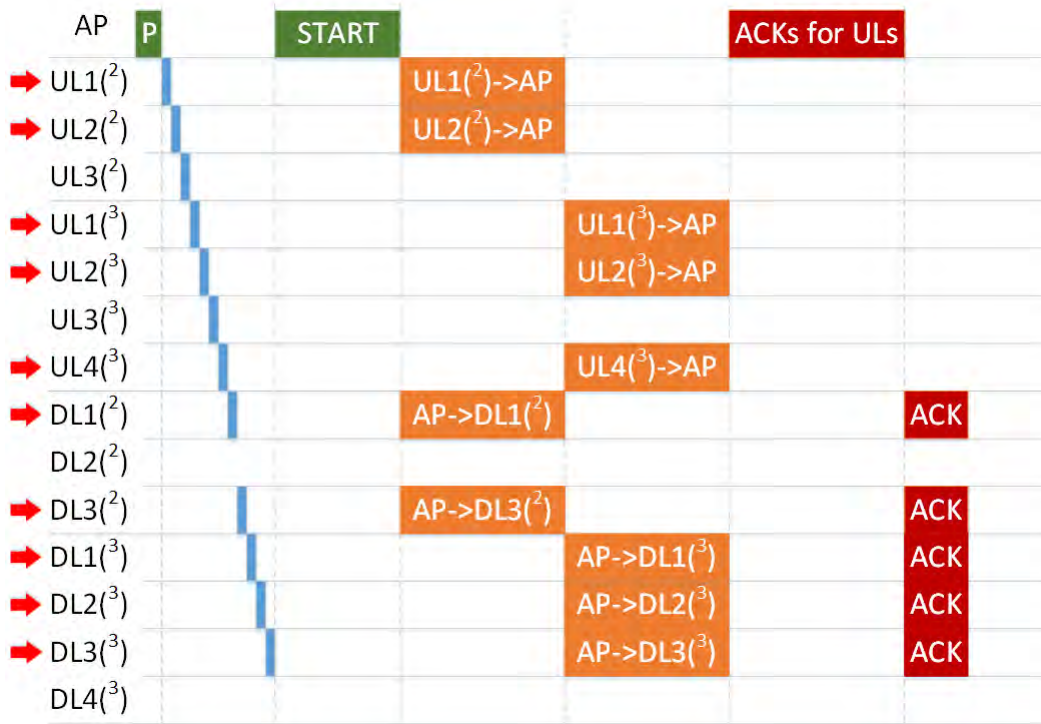 AP P START ACKs for ULs
UL1(²) UL1(²)->AP
UL2(²) UL2(²)->AP
UL3(²)
UL1(³) UL1(³)->AP
UL2(³) UL2(³)->AP
UL3(³)
UL4(³) UL4(³)->AP
DL1(²) AP->DL1(²) ACK
DL2(²)
DL3(²) AP->DL3(²) ACK
DL1(³) AP->DL1(³) ACK
DL2(³) AP->DL2(³) ACK
DL3(³) AP->DL3(³) ACK
DL4(³)